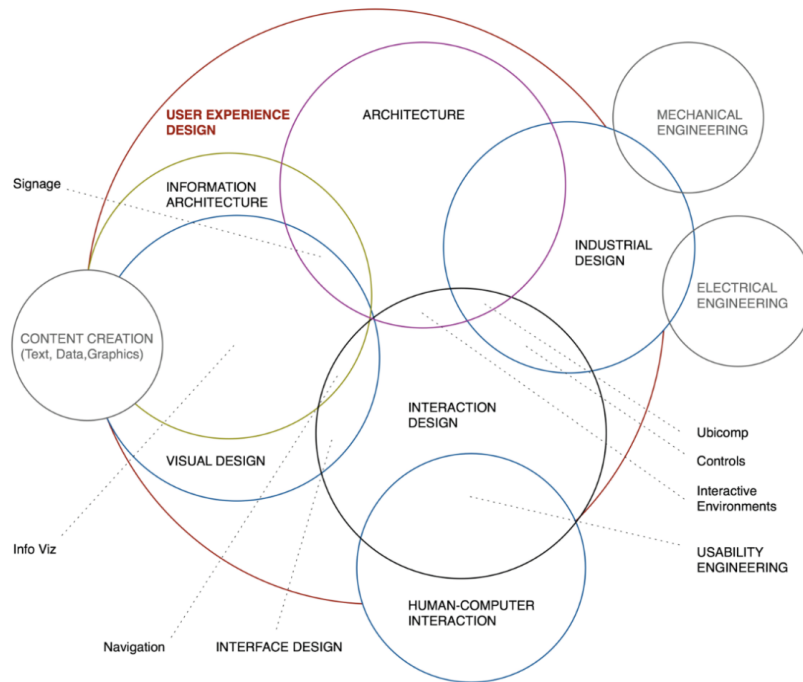 USER EXPERIENCE
DESIGN
ARCHITECTURE
MECHANICAL
ENGINEERING
Signage
INFORMATION
ARCHITECTURE
INDUSTRIAL
DESIGN
ELECTRICAL
ENGINEERING
CONTENT CREATION
(Text, Data,Graphics)
INTERACTION
DESIGN
VISUAL DESIGN
Ubicomp
Controls
Interactive
Environments
Info Viz
USABILITY
ENGINEERING
HUMAN-COMPUTER
INTERACTION
Navigation
INTERFACE DESIGN